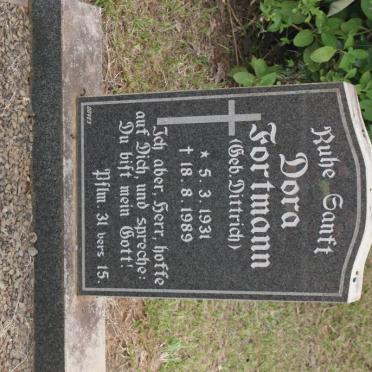 Ruhe Sanft
Dora
Fortmann
(Geb. Dittrich)
★ 5. 3. 1931
† 18. 8. 1989
Ich aber, Herr, hoffe
auf Dich, und spreche:
Du bist mein Gott!
Pslm 31 vers 15.